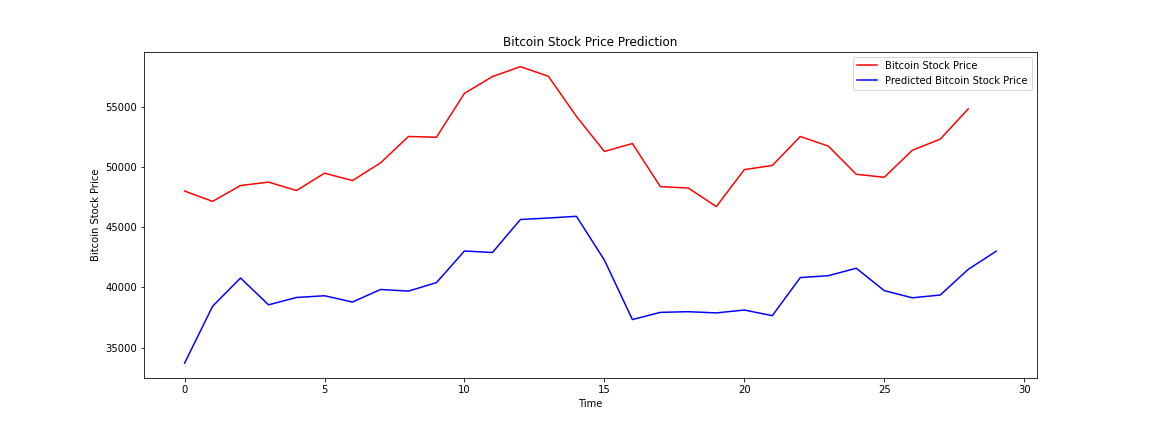 Bitcoin Stock Price Prediction
Bitcoin Stock Price
Predicted Bitcoin Stock Price
Bitcoin Stock Price
55000
50000
45000
40000
35000
0 5 10 15 20 25 30
Time